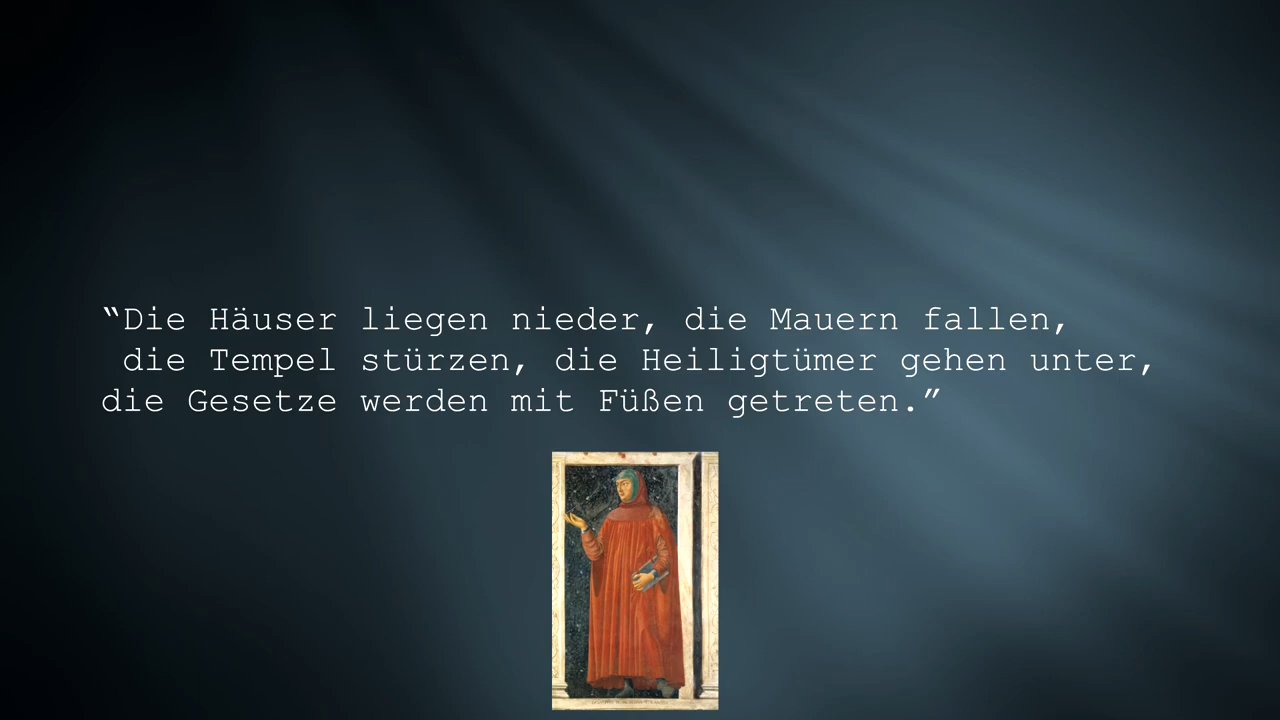 “Die Häuser liegen nieder, die Mauern fallen,
die Tempel stürzen, die Heiligtümer gehen unter,
die Gesetze werden mit Füßen getreten.”